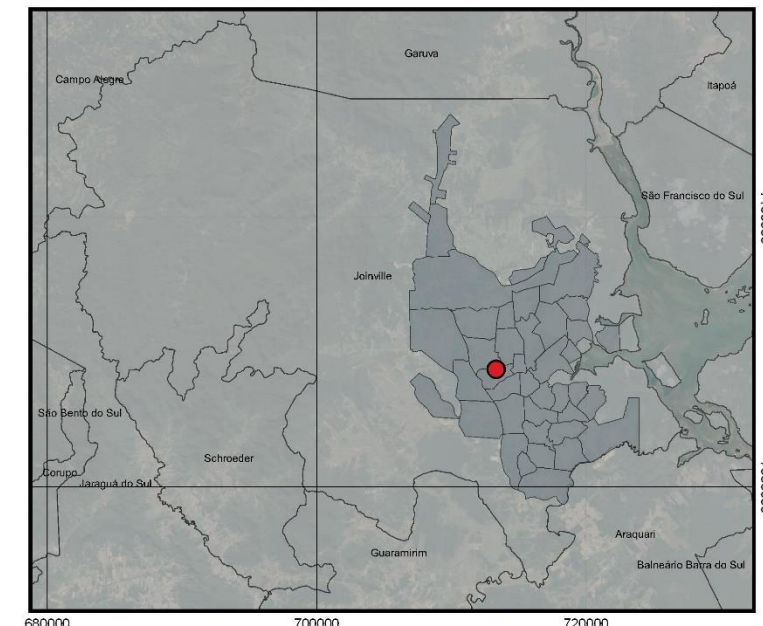 Garuva
Campo Alegre
Itapoá
São Francisco do Sul
Joinville
São Bento do Sul
Schroeder
Corupo
Jaraguá do Sul
Araquari
Guaramirim
Balneário Barra do Sul
680000
700000
720000